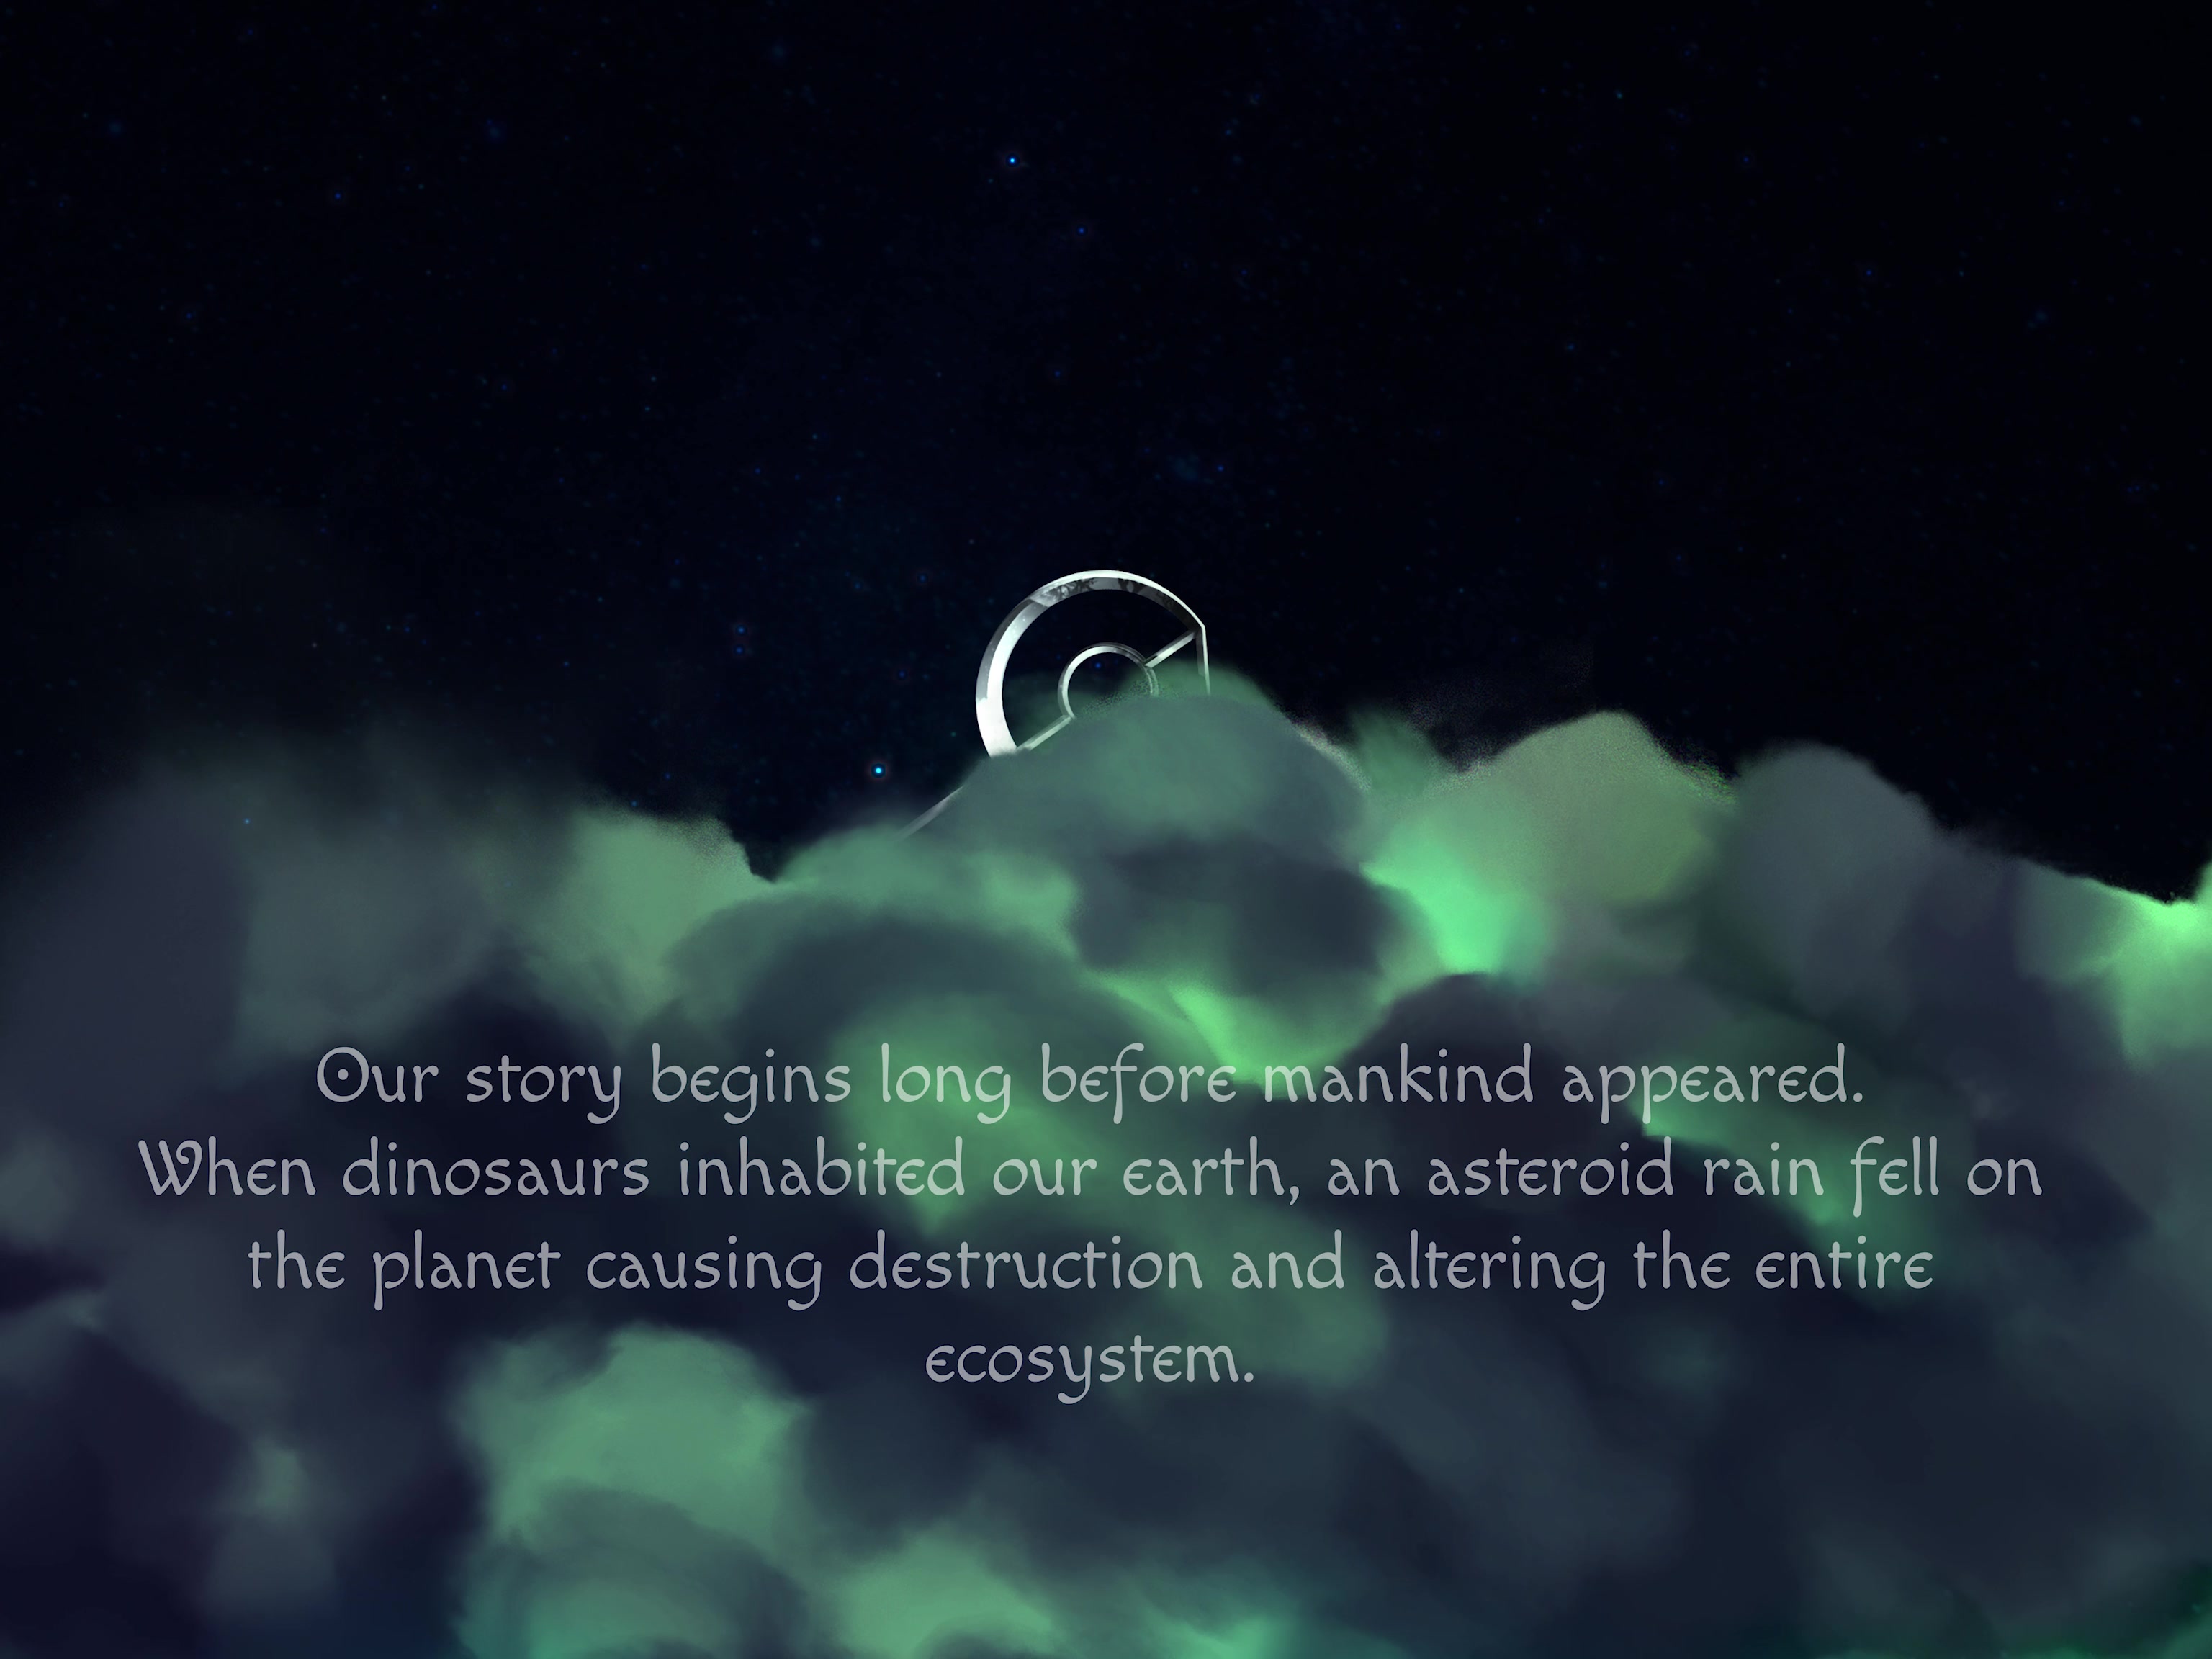 Our story begins long before mankind appeared.
When dinosaurs inhabited our earth, an asteroid rain fell on
the planet causing destruction and altering the entire
ecosystem.